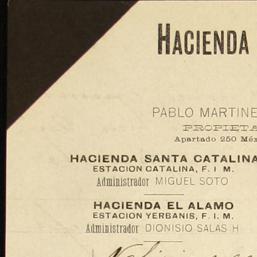 HACIENDA
PABLO MARTINE
PROPIETA
Apartado 250 Méx
HACIENDA SANTA CATALINA
ESTACION CATALINA, F. I M.
Administrador MIGUEL SOTO
HACIENDA EL ALAMO
ESTACION YERBANIS, F. I M.
Administrador DIONISIO SALAS H